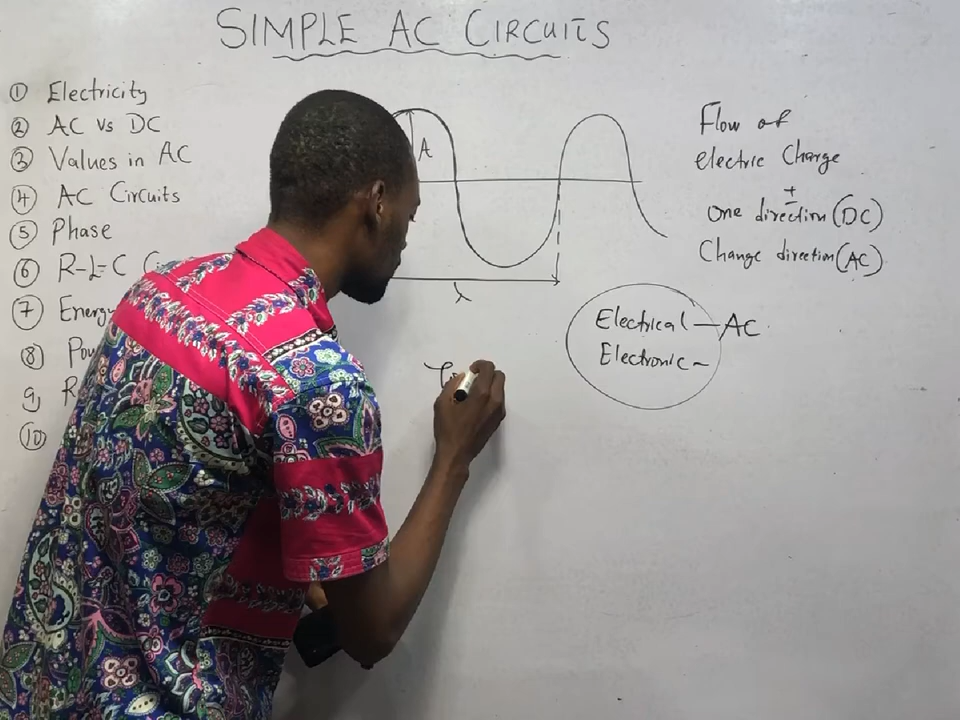 SIMPLE AC CIRCUITS
① Electricity
② AC Vs DC
③ Values in AC
④ AC Circuits
⑤ Phase
⑥ R-L-C
⑦ Energy
⑧
9)
⑩
A
λ
Flow of
electric Charge
+
One direction (DC)
Change direction (AC)
Electrical — AC
Electronic -